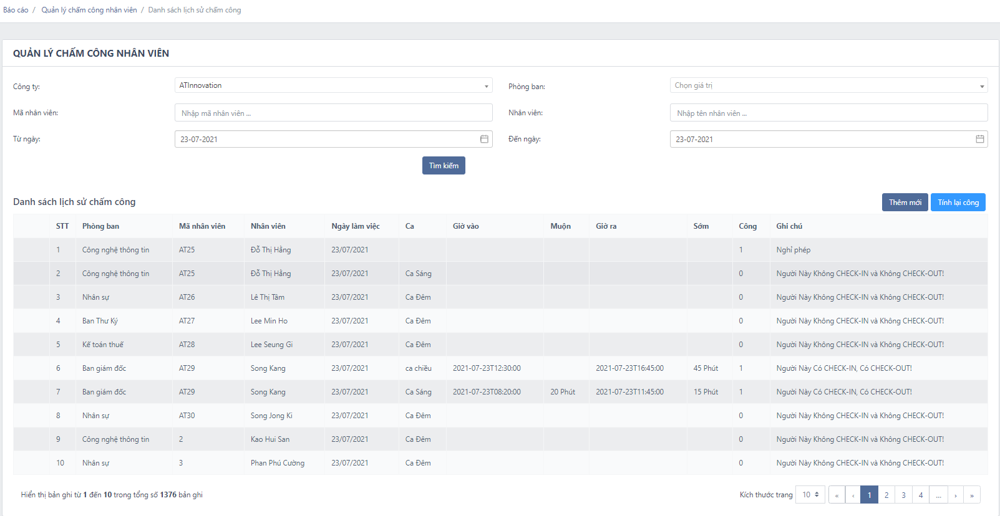 Báo cáo / Quản lý chấm công nhân viên / Danh sách lịch sử chấm công
QUẢN LÝ CHẤM CÔNG NHÂN VIÊN
Công ty: ATInnovation Phòng ban: Chọn giá trị
Mã nhân viên: Nhập mã nhân viên ... Nhân viên: Nhập tên nhân viên ...
Từ ngày: 23-07-2021 Đến ngày: 23-07-2021
Tìm kiếm
Danh sách lịch sử chấm công Thêm mới Tính lại công
STT Phòng ban Mã nhân viên Nhân viên Ngày làm việc Ca Giờ vào Muộn Giờ ra Sớm Công Ghi chú
1 Công nghệ thông tin AT25 Đỗ Thị Hằng 23/07/2021 1 Nghỉ phép
2 Công nghệ thông tin AT25 Đỗ Thị Hằng 23/07/2021 Ca Sáng 0 Người Này Không CHECK-IN và Không CHECK-OUT!
3 Nhân sự AT26 Lê Thị Tâm 23/07/2021 Ca Đêm 0 Người Này Không CHECK-IN và Không CHECK-OUT!
4 Ban Thư Ký AT27 Lee Min Ho 23/07/2021 Ca Đêm 0 Người Này Không CHECK-IN và Không CHECK-OUT!
5 Kế toán thuế AT28 Lee Seung Gi 23/07/2021 Ca Đêm 0 Người Này Không CHECK-IN và Không CHECK-OUT!
6 Ban giám đốc AT29 Song Kang 23/07/2021 ca chiều 2021-07-23T12:30:00 2021-07-23T16:45:00 45 Phút 1 Người Này Có CHECK-IN, Có CHECK-OUT!
7 Ban giám đốc AT29 Song Kang 23/07/2021 Ca Sáng 2021-07-23T08:20:00 20 Phút 2021-07-23T11:45:00 15 Phút 1 Người Này Có CHECK-IN, Có CHECK-OUT!
8 Nhân sự AT30 Song Jong Ki 23/07/2021 Ca Đêm 0 Người Này Không CHECK-IN và Không CHECK-OUT!
9 Công nghệ thông tin 2 Kao Hui San 23/07/2021 Ca Đêm 0 Người Này Không CHECK-IN và Không CHECK-OUT!
10 Nhân sự 3 Phan Phú Cường 23/07/2021 Ca Đêm 0 Người Này Không CHECK-IN và Không CHECK-OUT!
Hiển thị bản ghi từ 1 đến 10 trong tổng số 1376 bản ghi Kích thước trang 10 « ‹ 1 2 3 4 ... › »